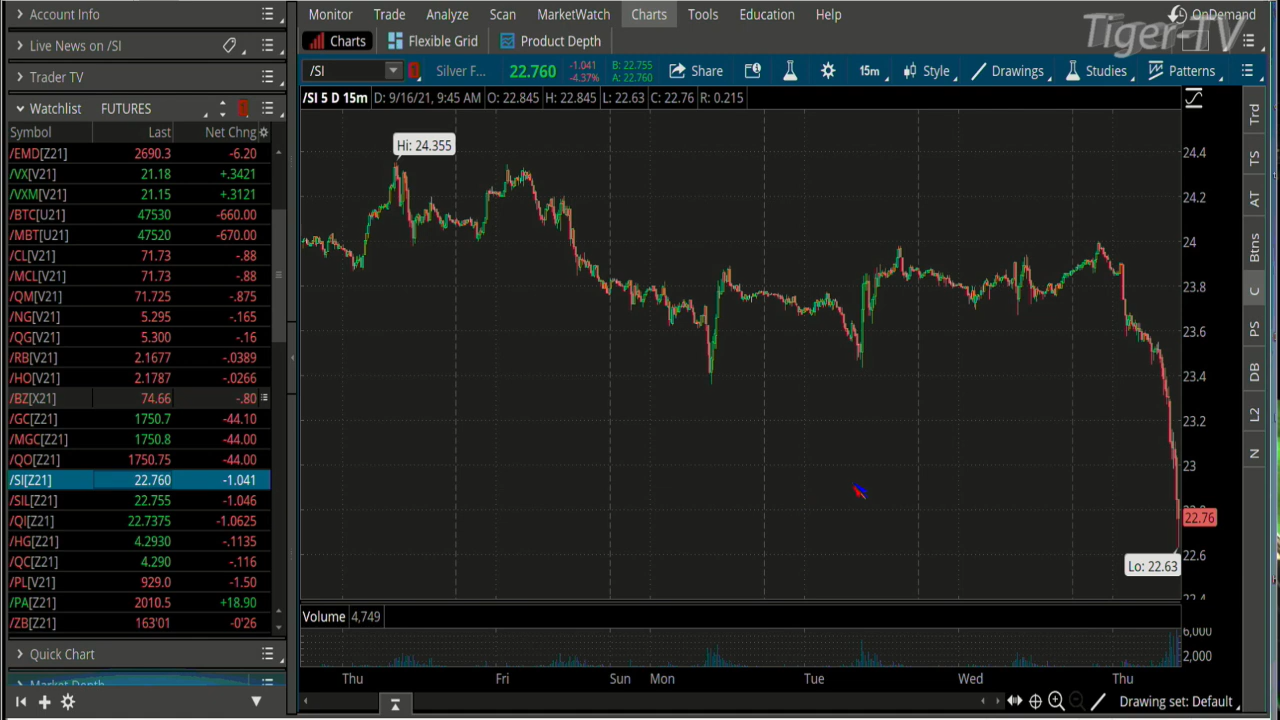 Account Info
Live News on /SI
Trader TV
Watchlist FUTURES
Symbol Last Net Chng
/EMD[Z21] 2690.3 -6.20
/VX[V21] 21.18 +.3421
/VXM[V21] 21.15 +.3121
/BTC[U21] 47530 -660.00
/MBT[U21] 47520 -670.00
/CL[V21] 71.73 -.88
/MCL[V21] 71.73 -.88
/QM[V21] 71.725 -.875
/NG[V21] 5.295 -.165
/QG[V21] 5.300 -.16
/RB[V21] 2.1677 -.0389
/HO[V21] 2.1787 -.0266
/BZ[X21] 74.66 -.80
/GC[Z21] 1750.7 -44.10
/MGC[Z21] 1750.8 -44.00
/QO[Z21] 1750.75 -44.00
/SI[Z21] 22.760 -1.041
/SIL[Z21] 22.755 -1.046
/QI[Z21] 22.7375 -1.0625
/HG[Z21] 4.2930 -.1135
/QC[Z21] 4.290 -.116
/PL[V21] 929.0 -1.50
/PA[Z21] 2010.5 +18.90
/ZB[Z21] 163'01 -0'26
Quick Chart
Market Depth
Monitor Trade Analyze Scan MarketWatch Charts Tools Education Help
OnDemand
Tiger-TV
Charts Flexible Grid Product Depth
/SI Silver F... 22.760 -1.041 B: 22.755
-4.37% A: 22.760
Share 15m Style Drawings Studies Patterns
/SI 5 D 15m D: 9/16/21, 9:45 AM O: 22.845 H: 22.845 L: 22.63 C: 22.76 R: 0.215
Hi: 24.355
24.4
24.2
24
23.8
23.6
23.4
23.2
23
22.76
22.6
Lo: 22.63
22.4
Volume 4,749
6,000
2,000
Thu Fri Sun Mon Tue Wed Thu
Drawing set: Default
Trd
TS
AT
Btns
C
PS
DB
L2
N